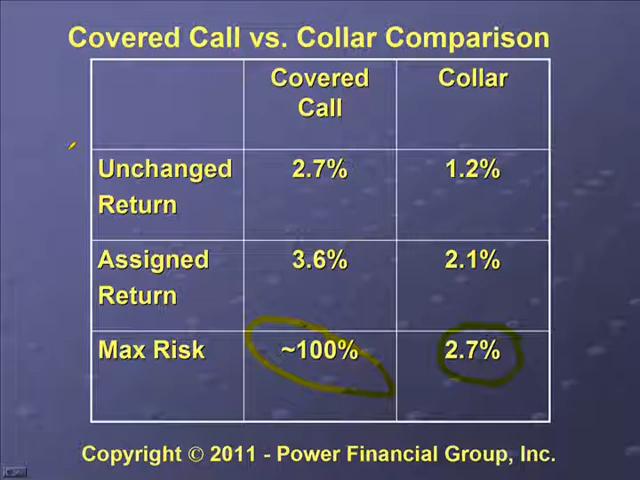 Covered Call vs. Collar Comparison
Covered Call
Collar
Unchanged Return
2.7%
1.2%
Assigned Return
3.6%
2.1%
Max Risk
~100%
2.7%
Copyright © 2011 - Power Financial Group, Inc.